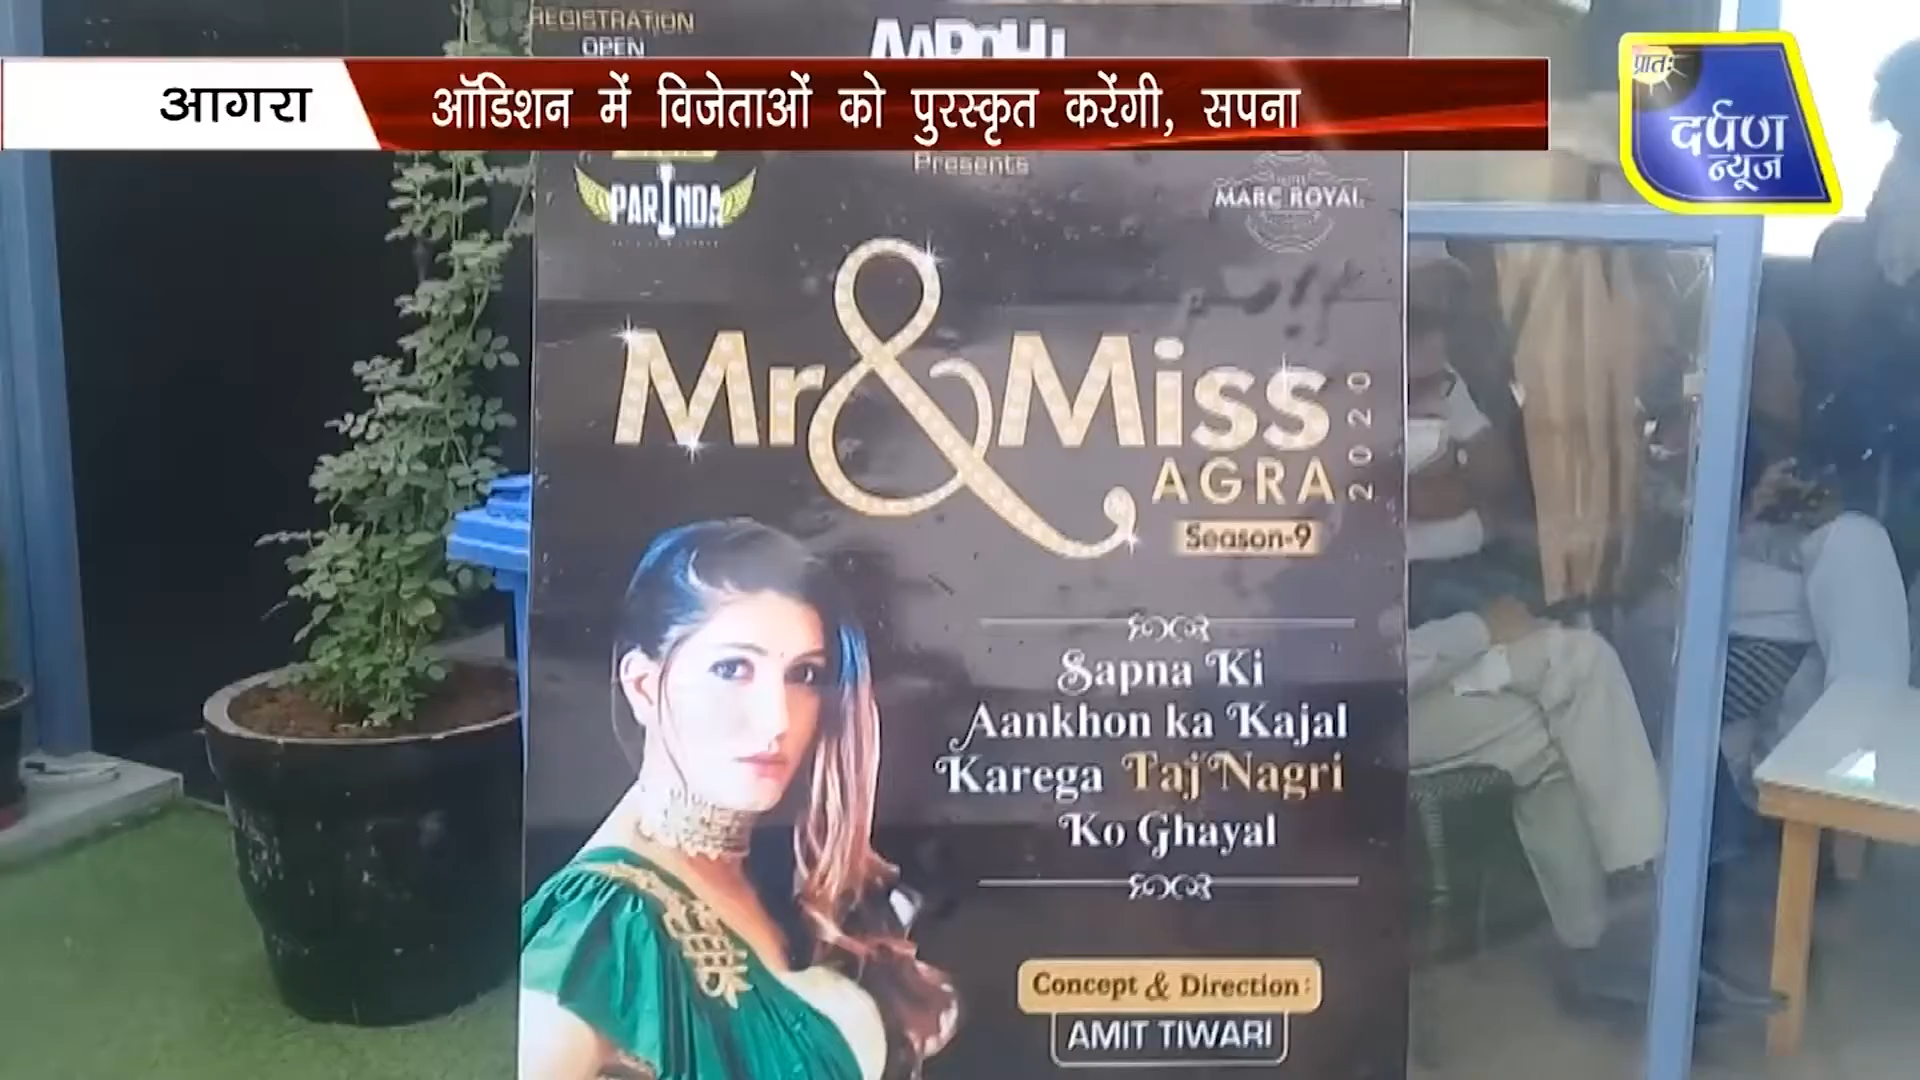 REGISTRATION
OPEN
AAROHI
आगरा
ऑडिशन में विजेताओं को पुरस्कृत करेंगी, सपना
प्रातः
दर्पण
न्यूज
Presents
PARINDA
MARC ROYAL
Mr & Miss
AGRA
2020
Season-9
Sapna Ki
Aankhon ka Kajal
Karega Taj Nagri
Ko Ghayal
Concept & Direction:
AMIT TIWARI